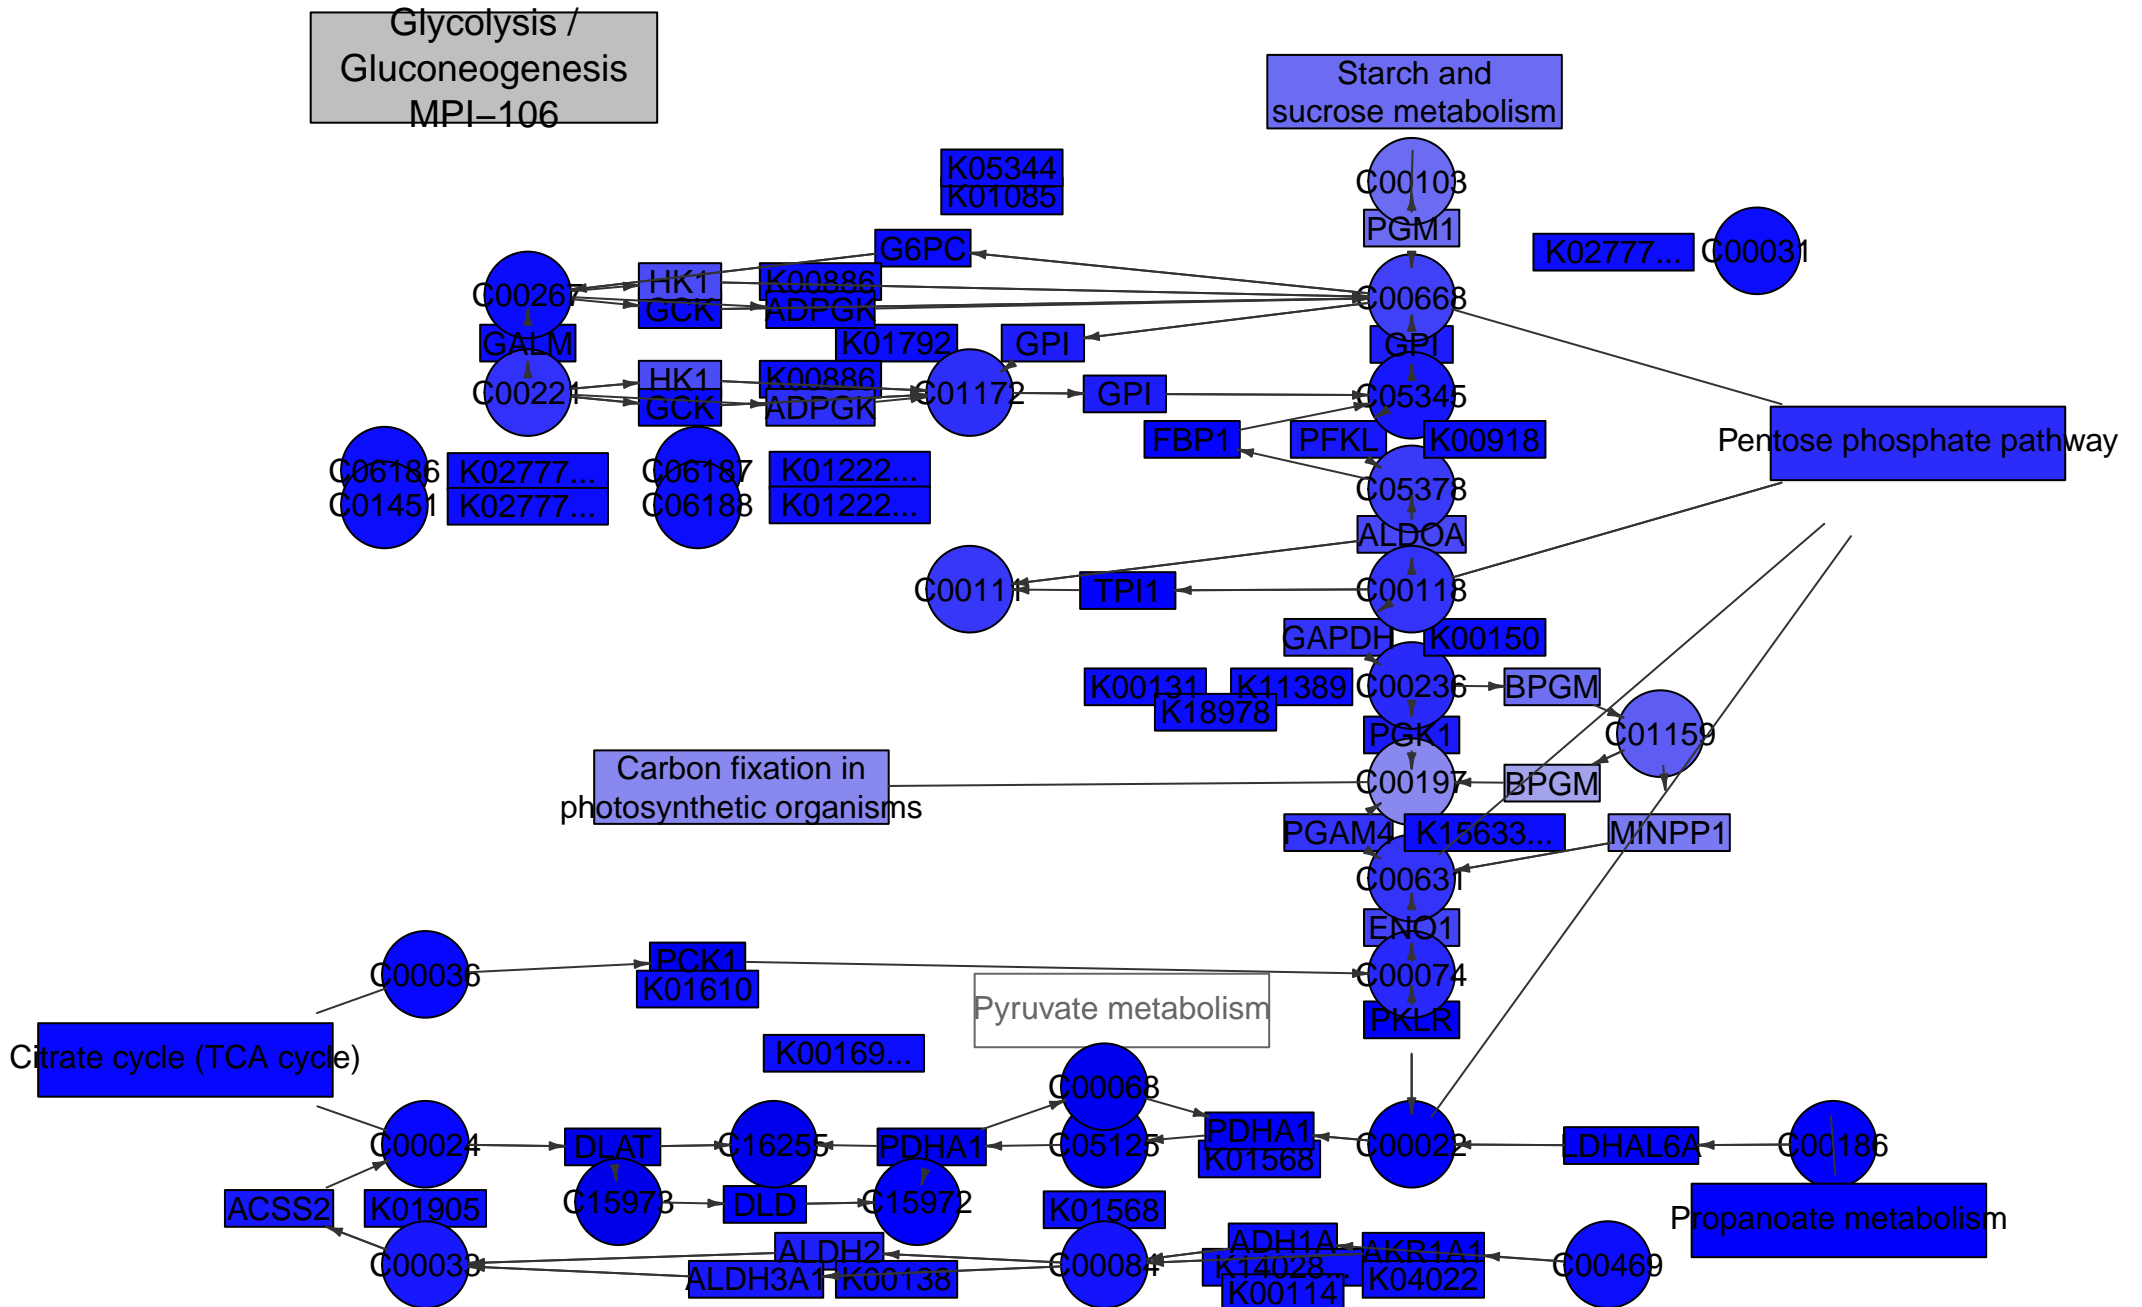 Glycolysis /
Gluconeogenesis
MPI−106
Starch and
sucrose metabolism
K05344
K01085
C00103
PGM1
G6PC
K02777...
C00031
C00267
HK1
K00886
C00668
GCK
ADPGK
GALM
K01792
GPI
GPI
C00221
HK1
K00886
C01172
GPI
C05345
GCK
ADPGK
FBP1
PFKL
K00918
Pentose phosphate pathway
C06186
K02777...
C06187
K01222...
C05378
C01451
K02777...
C06188
K01222...
ALDOA
C00111
TPI1
C00118
GAPDH
K00150
K00131
K11389
C00236
BPGM
K18978
PGK1
C01159
Carbon fixation in
photosynthetic organisms
C00197
BPGM
PGAM4
K15633...
MINPP1
C00631
ENO1
C00036
PCK1
K01610
C00074
Pyruvate metabolism
PKLR
Citrate cycle (TCA cycle)
K00169...
C00068
C00024
DLAT
C16255
PDHA1
C05125
PDHA1
K01568
C00022
LDHAL6A
C00186
ACSS2
K01905
C15973
DLD
C15972
K01568
Propanoate metabolism
C00033
ALDH2
ALDH3A1
K00138
C00084
ADH1A
K14028...
K00114
AKR1A1
K04022
C00469